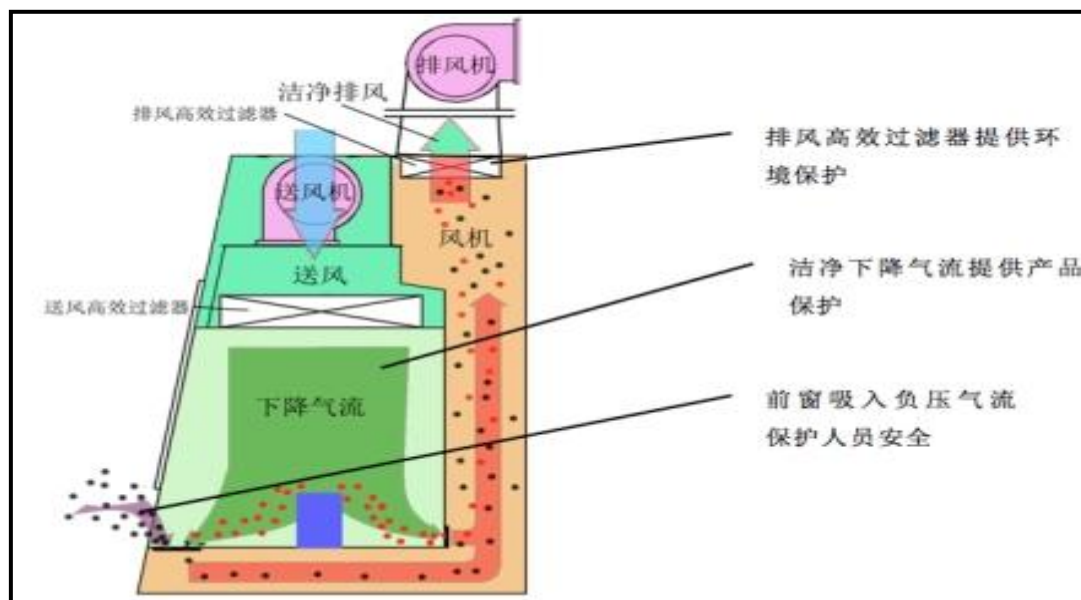 排风机
洁净排风
排风高效过滤器
排风高效过滤器提供环
境保护
送风机
风机
送风
洁净下降气流提供产品
保护
送风高效过滤器
下降气流
前窗吸入负压气流
保护人员安全